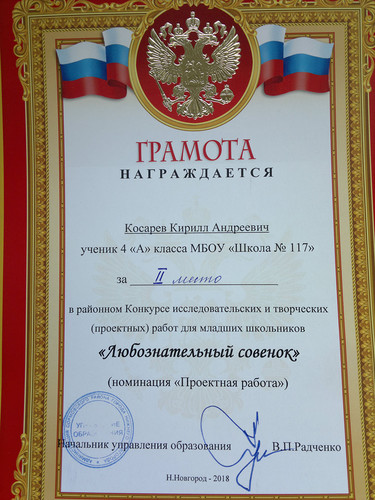 ГРАМОТА
НАГРАЖДАЕТСЯ
Косарев Кирилл Андреевич
ученик 4 «А» класса МБОУ «Школа № 117»
за II место
в районном Конкурсе исследовательских и творческих
(проектных) работ для младших школьников
«Любознательный совенок»
(номинация «Проектная работа»)
Начальник управления образования В.П.Радченко
Н.Новгород - 2018